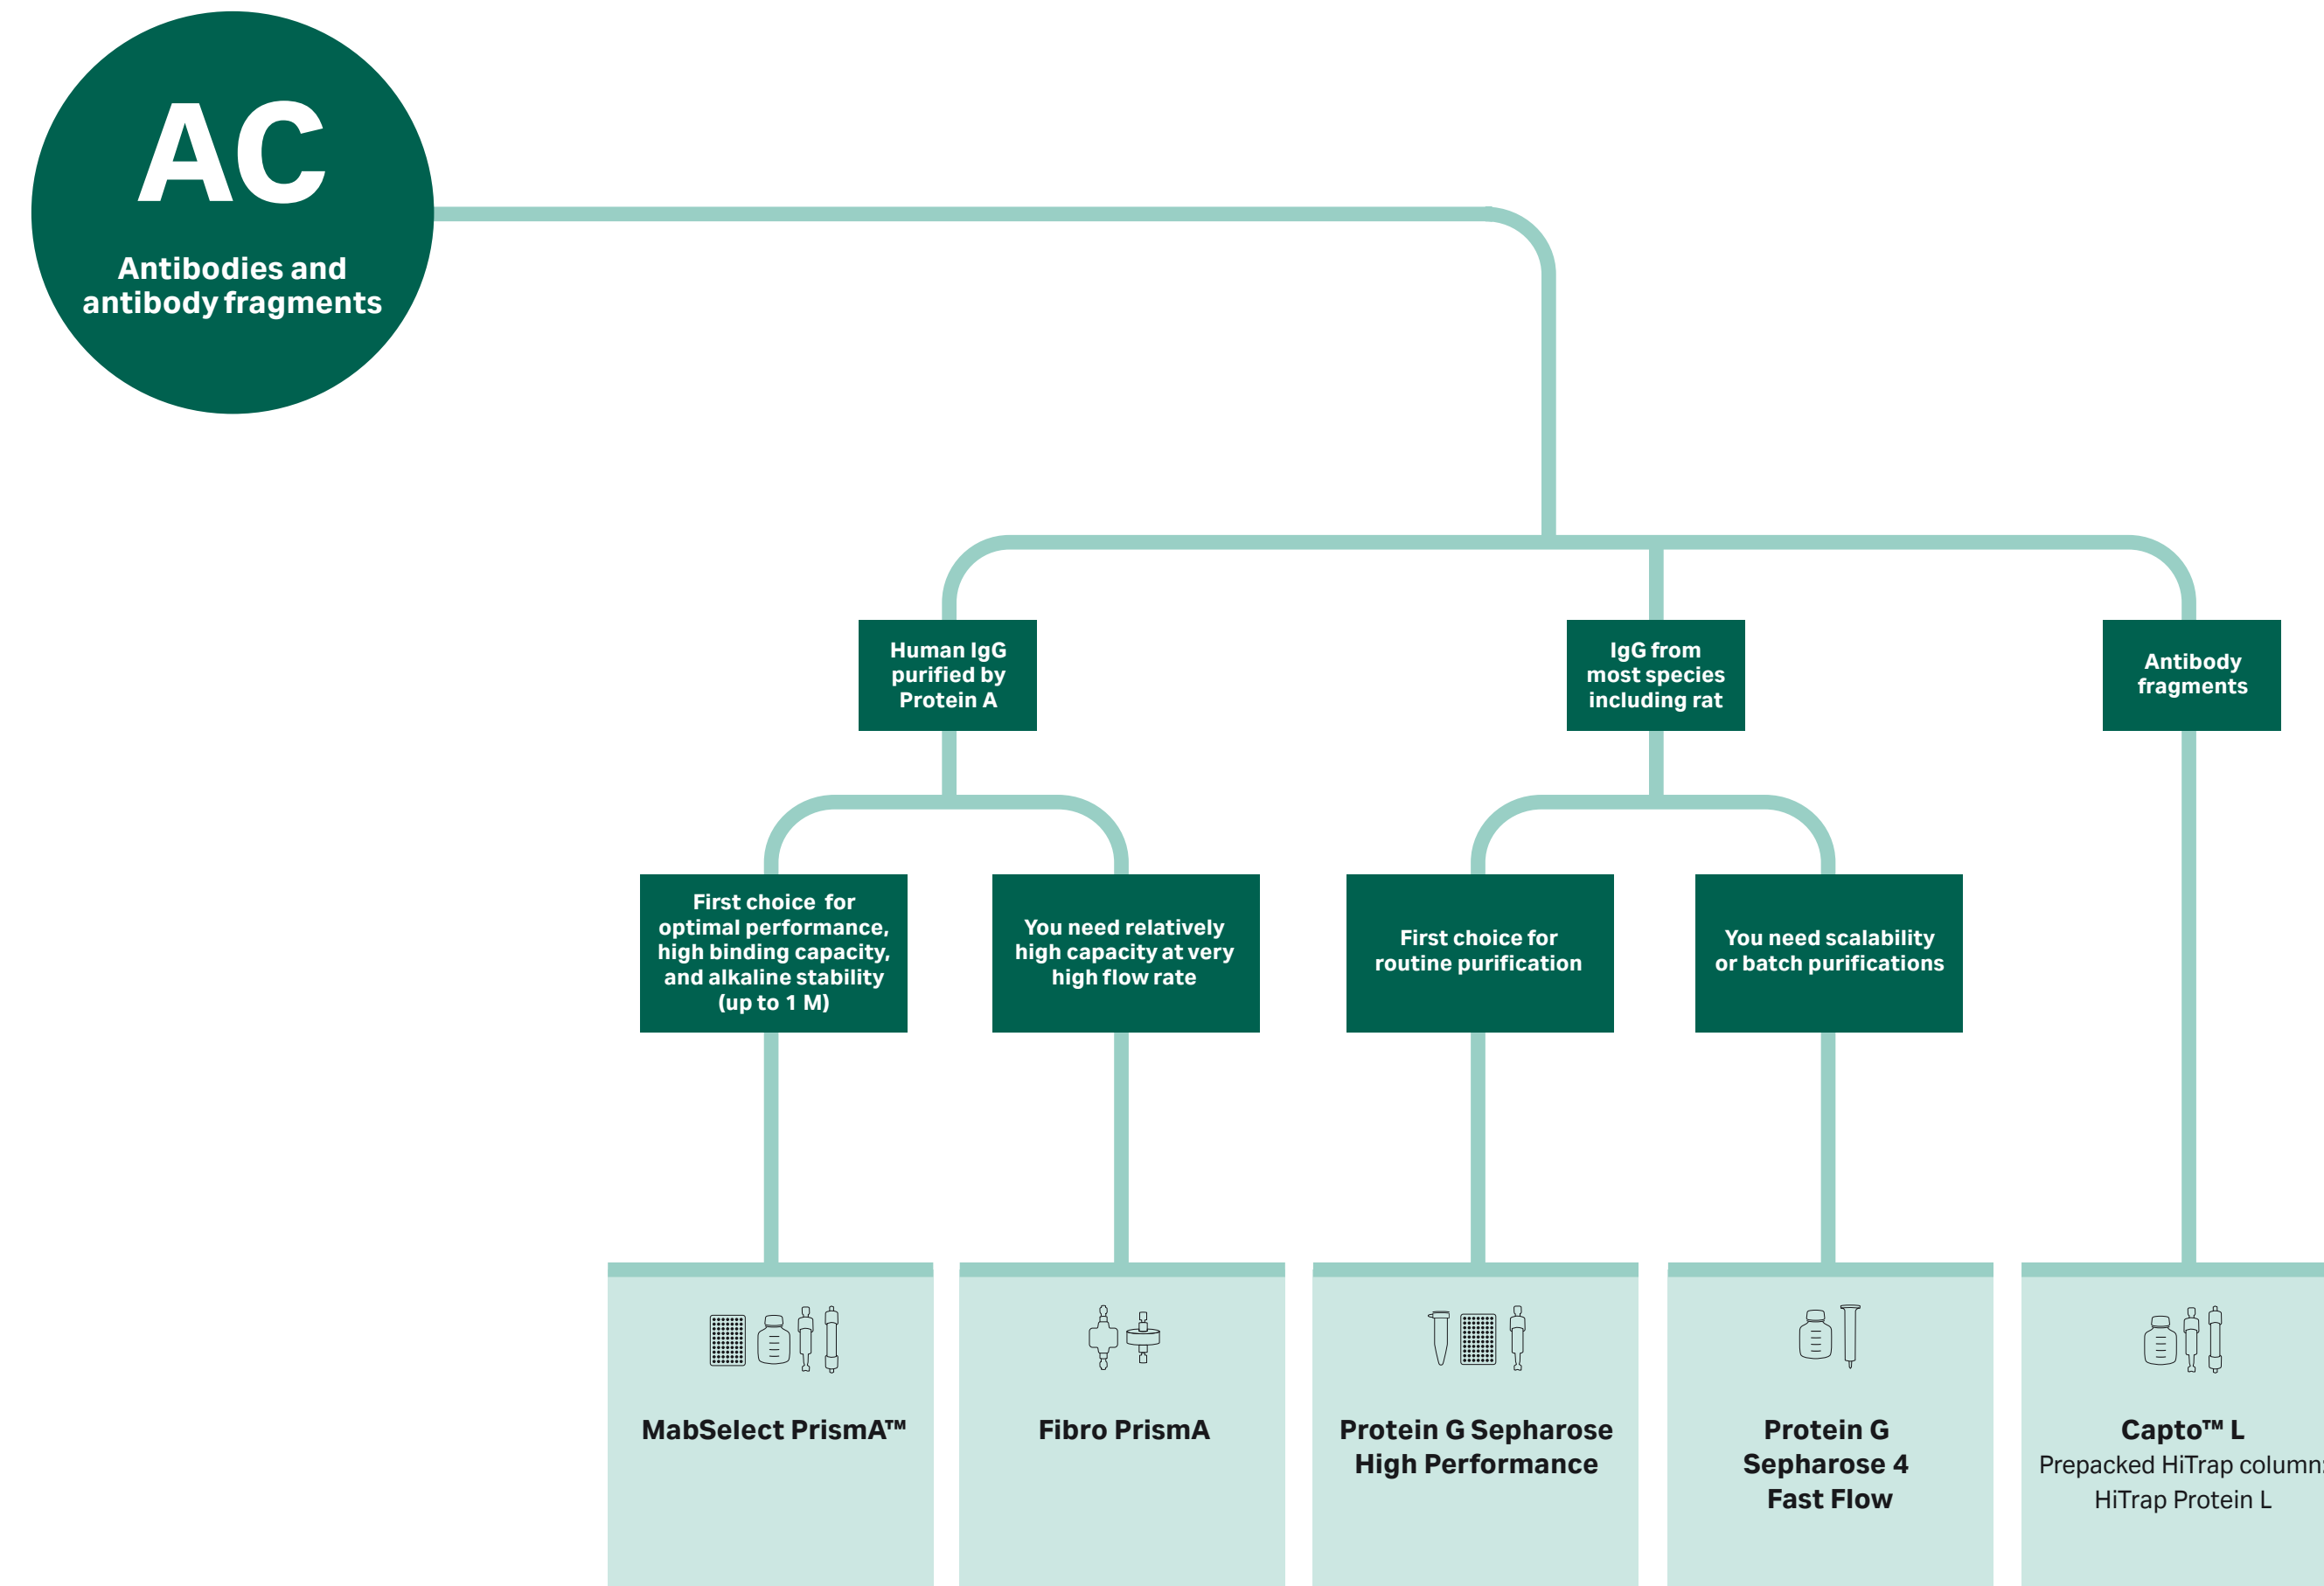 AC
Antibodies and
antibody fragments
Human IgG
purified by
Protein A
IgG from
most species
including rat
Antibody
fragments
First choice for
optimal performance,
high binding capacity,
and alkaline stability
(up to 1 M)
You need relatively
high capacity at very
high flow rate
First choice for
routine purification
You need scalability
or batch purifications
MabSelect PrismA™
Fibro PrismA
Protein G Sepharose
High Performance
Protein G
Sepharose 4
Fast Flow
Capto™ L
Prepacked HiTrap column:
HiTrap Protein L